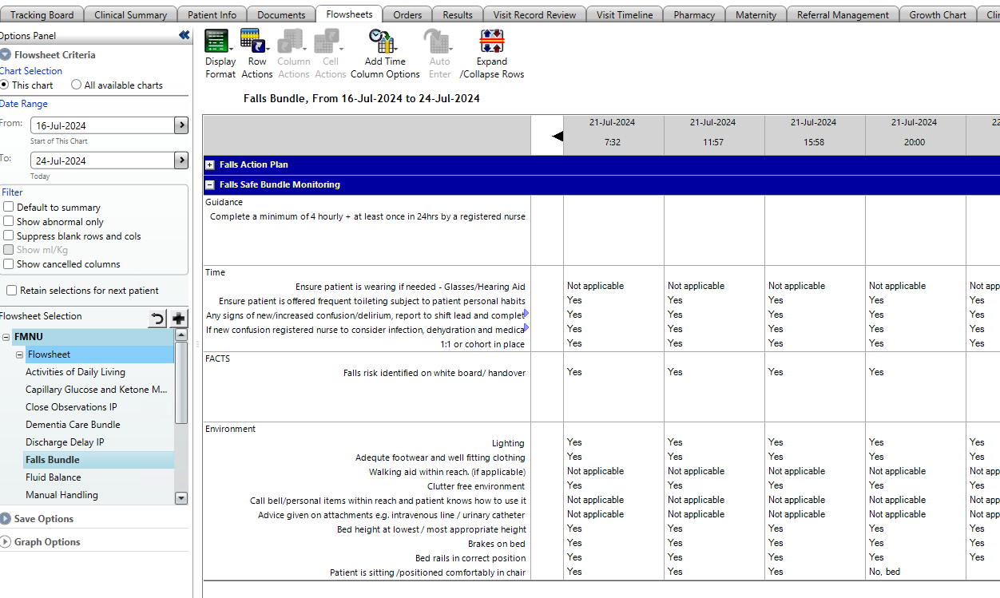 Tracking Board Clinical Summary Patient Info Documents Flowsheets Orders Results Visit Record Review Visit Timeline Pharmacy Maternity Referral Management Growth Chart
Options Panel
Flowsheet Criteria
Chart Selection
This chart All available charts
Date Range
From: 16-Jul-2024
Start of This Chart
To: 24-Jul-2024
Today
Filter
Default to summary
Show abnormal only
Suppress blank rows and cols
Show ml/Kg
Show cancelled columns
Retain selections for next patient
Flowsheet Selection
FMNU
Flowsheet
Activities of Daily Living
Capillary Glucose and Ketone M...
Close Observations IP
Dementia Care Bundle
Discharge Delay IP
Falls Bundle
Fluid Balance
Manual Handling
Save Options
Graph Options
Display Row Column Cell Add Time Auto Expand
Format Actions Actions Actions Column Options Enter /Collapse Rows
Falls Bundle, From 16-Jul-2024 to 24-Jul-2024
21-Jul-2024 21-Jul-2024 21-Jul-2024 21-Jul-2024 22
7:32 11:57 15:58 20:00
Falls Action Plan
Falls Safe Bundle Monitoring
Guidance
Complete a minimum of 4 hourly + at least once in 24hrs by a registered nurse
Time
Ensure patient is wearing if needed - Glasses/Hearing Aid Not applicable Not applicable Not applicable Not applicable Not app
Ensure patient is offered frequent toileting subject to patient personal habits Yes Yes Yes Yes Yes
Any signs of new/increased confusion/delirium, report to shift lead and complet Yes Yes Yes Yes Yes
If new confusion registered nurse to consider infection, dehydration and medica Yes Yes Yes Yes Yes
1:1 or cohort in place Yes Yes Yes Yes Yes
FACTS
Falls risk identified on white board/ handover Yes Yes Yes Yes
Environment
Lighting Yes Yes Yes Yes Yes
Adequte footwear and well fitting clothing Yes Yes Yes Yes Yes
Walking aid within reach. (if applicable) Not applicable Not applicable Not applicable Not applicable Not app
Clutter free environment Yes Yes Yes Yes Yes
Call bell/personal items within reach and patient knows how to use it Not applicable Not applicable Not applicable Not applicable Not app
Advice given on attachments e.g. intravenous line / urinary catheter Not applicable Not applicable Not applicable Not applicable Not app
Bed height at lowest / most appropriate height Yes Yes Yes Yes Yes
Brakes on bed Yes Yes Yes Yes Yes
Bed rails in correct position Yes Yes Yes Yes Yes
Patient is sitting /positioned comfortably in chair Yes Yes Yes No, bed